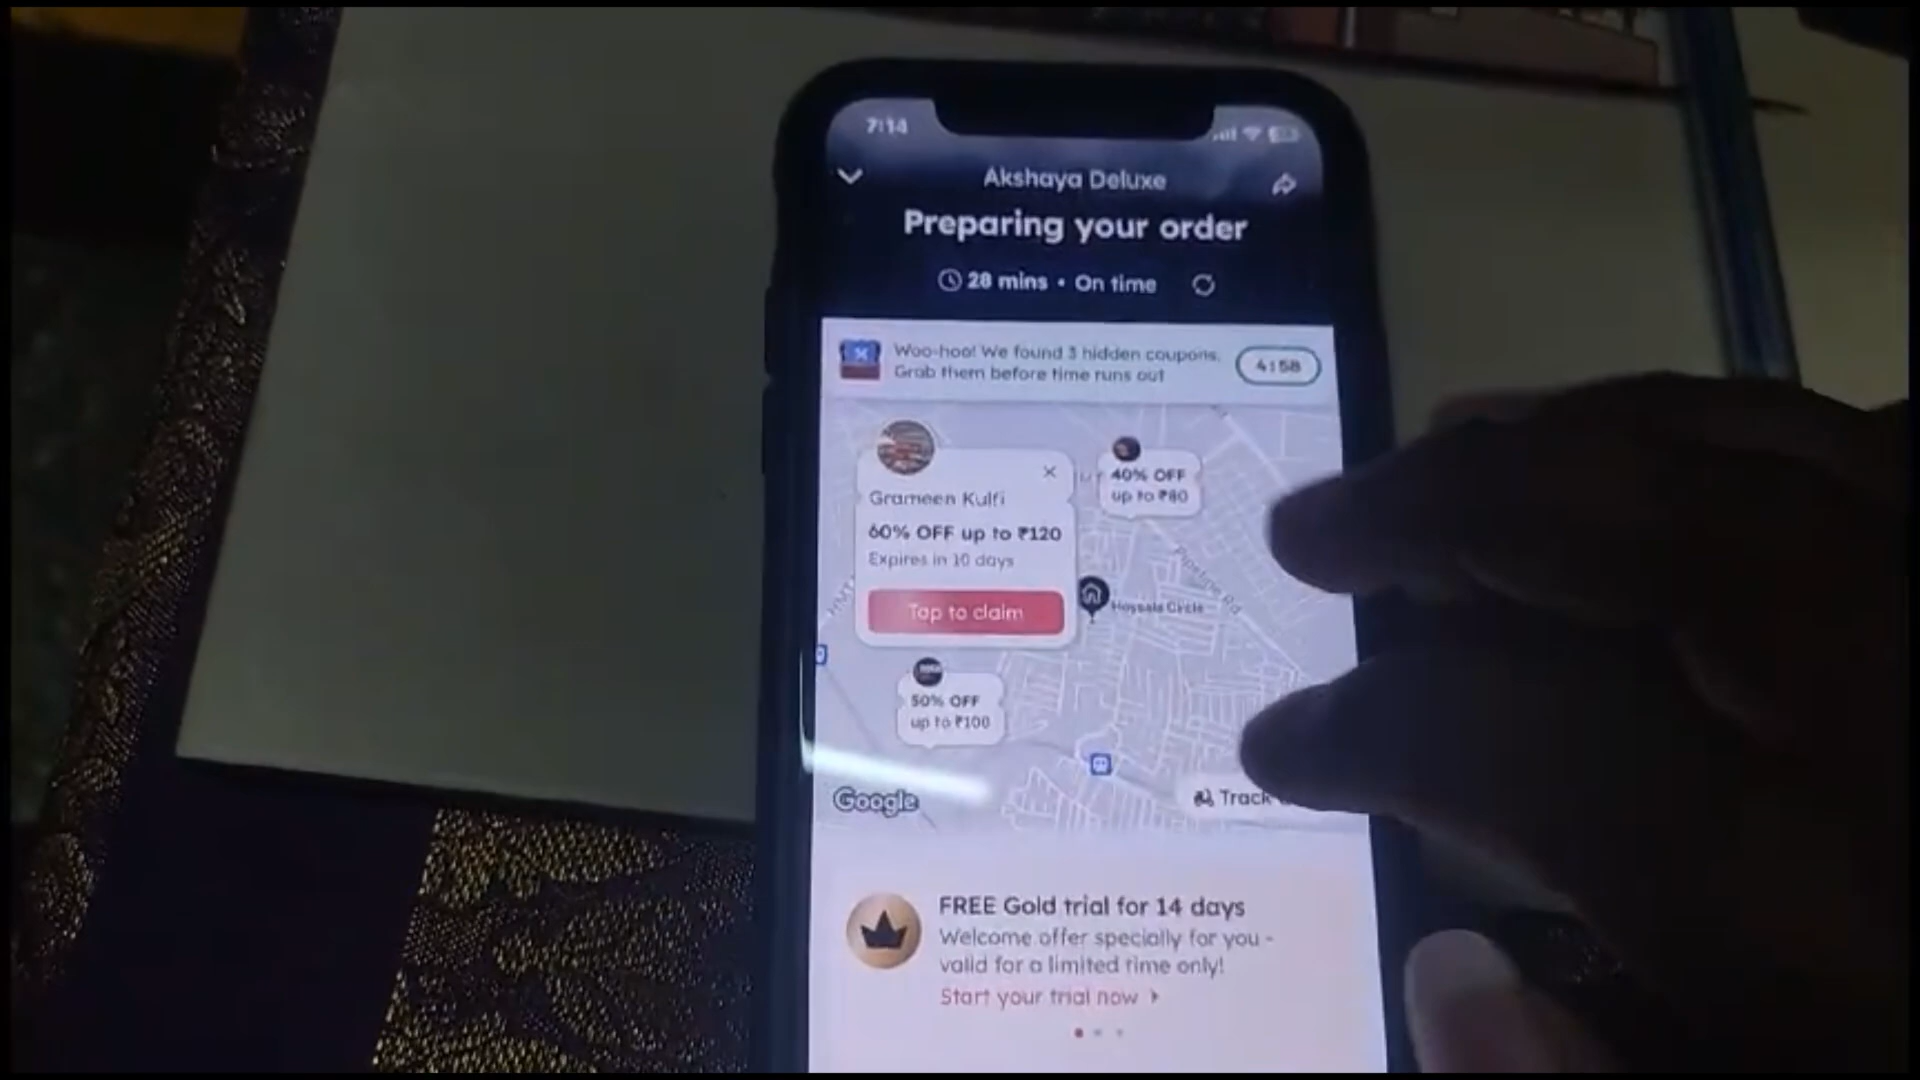 7:14
Akshaya Deluxe
Preparing your order
28 mins • On time
Woo-hoo! We found 3 hidden coupons.
Grab them before time runs out
4:58
Grameen Kulfi
60% OFF up to ₹120
Expires in 10 days
Tap to claim
40% OFF
up to ₹80
Pipeline Rd
Hoysala Circle
50% OFF
up to ₹100
Google
Track
FREE Gold trial for 14 days
Welcome offer specially for you -
valid for a limited time only!
Start your trial now